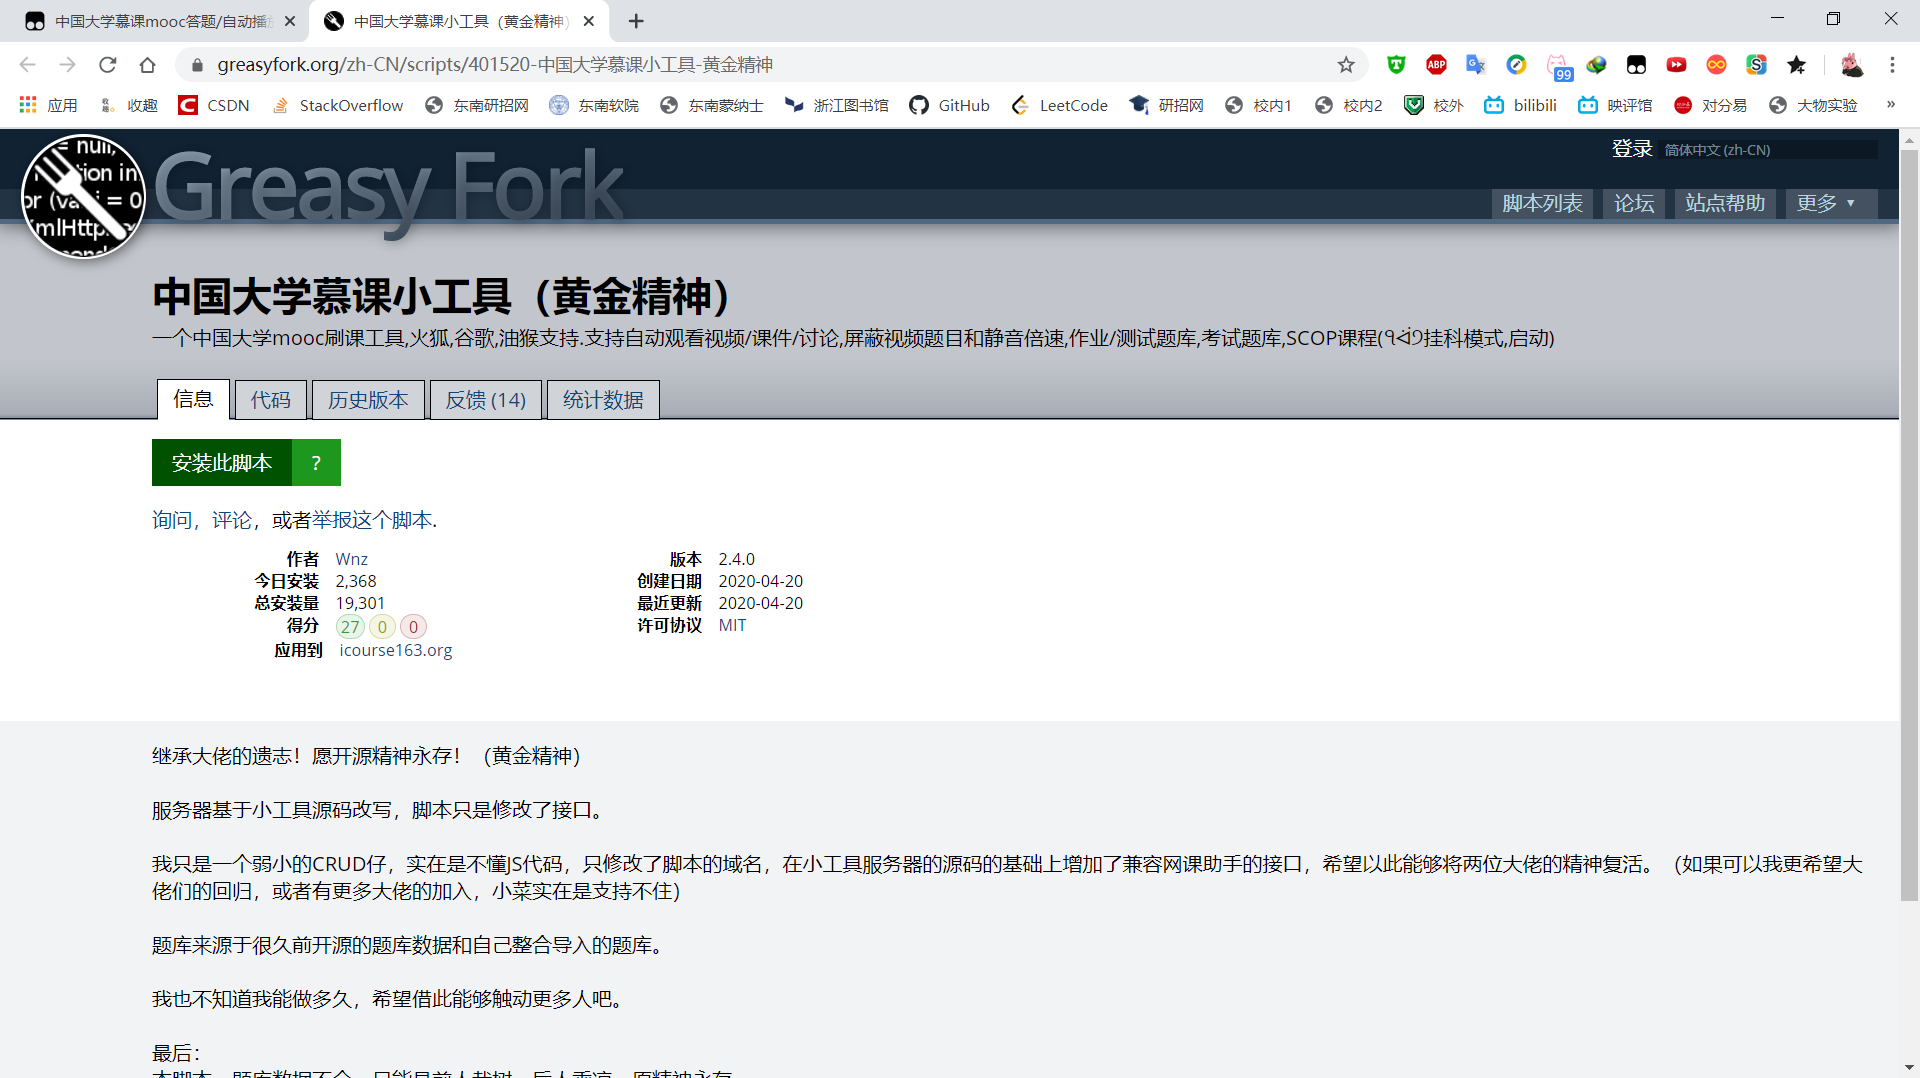 中国大学慕课mooc答题/自动播放
中国大学慕课小工具（黄金精神）
greasyfork.org/zh-CN/scripts/401520-中国大学慕课小工具-黄金精神
ABP
99
应用 收趣 CSDN StackOverflow 东南研招网 东南软院 东南蒙纳士 浙江图书馆 GitHub LeetCode 研招网 校内1 校内2 校外 bilibili 映评馆 对分易 大物实验 »
Greasy Fork
登录 简体中文 (zh-CN)
脚本列表 论坛 站点帮助 更多 ▼
中国大学慕课小工具（黄金精神）
一个中国大学mooc刷课工具,火狐,谷歌,油猴支持.支持自动观看视频/课件/讨论,屏蔽视频题目和静音倍速,作业/测试题库,考试题库,SCOP课程(挂科模式,启动)
信息 代码 历史版本 反馈 (14) 统计数据
安装此脚本 ?
询问，评论，或者举报这个脚本.
作者 Wnz 版本 2.4.0
今日安装 2,368 创建日期 2020-04-20
总安装量 19,301 最近更新 2020-04-20
得分 27 0 0 许可协议 MIT
应用到 icourse163.org
继承大佬的遗志！愿开源精神永存！（黄金精神）
服务器基于小工具源码改写，脚本只是修改了接口。
我只是一个弱小的CRUD仔，实在是不懂JS代码，只修改了脚本的域名，在小工具服务器的源码的基础上增加了兼容网课助手的接口，希望以此能够将两位大佬的精神复活。（如果可以我更希望大
佬们的回归，或者有更多大佬的加入，小菜实在是支持不住）
题库来源于很久前开源的题库数据和自己整合导入的题库。
我也不知道我能做多久，希望借此能够触动更多人吧。
最后：